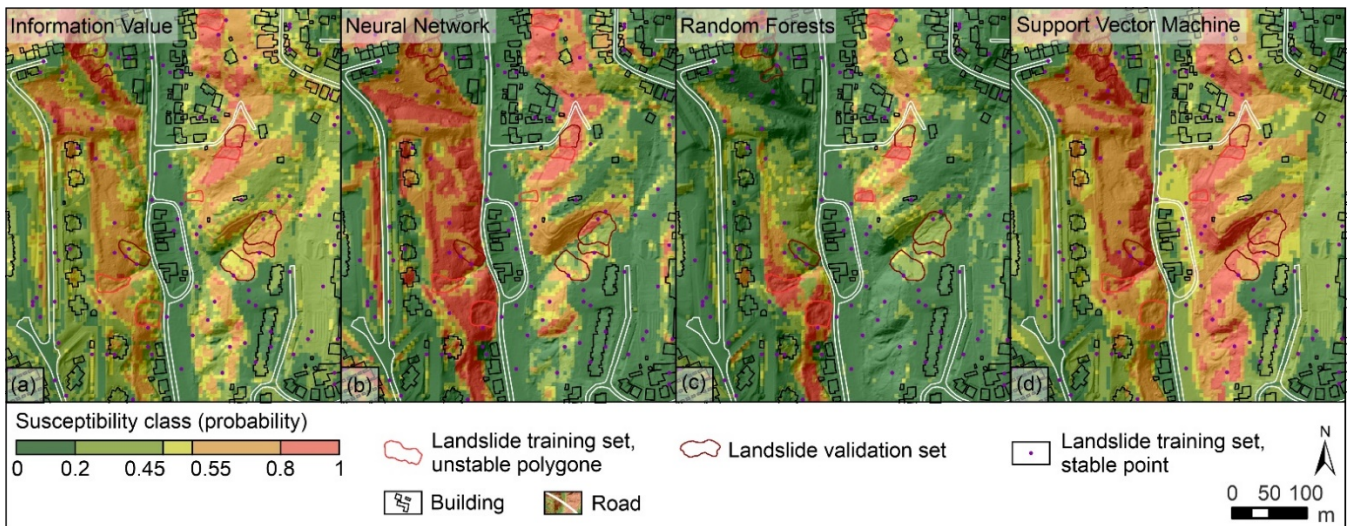 Information Value
Neural Network
Random Forests
Support Vector Machine
(a)
(b)
(c)
(d)
Susceptibility class (probability)
0 0.2 0.45 0.55 0.8 1
Landslide training set,
unstable polygone
Landslide validation set
Landslide training set,
stable point
Building
Road
N
0 50 100
m